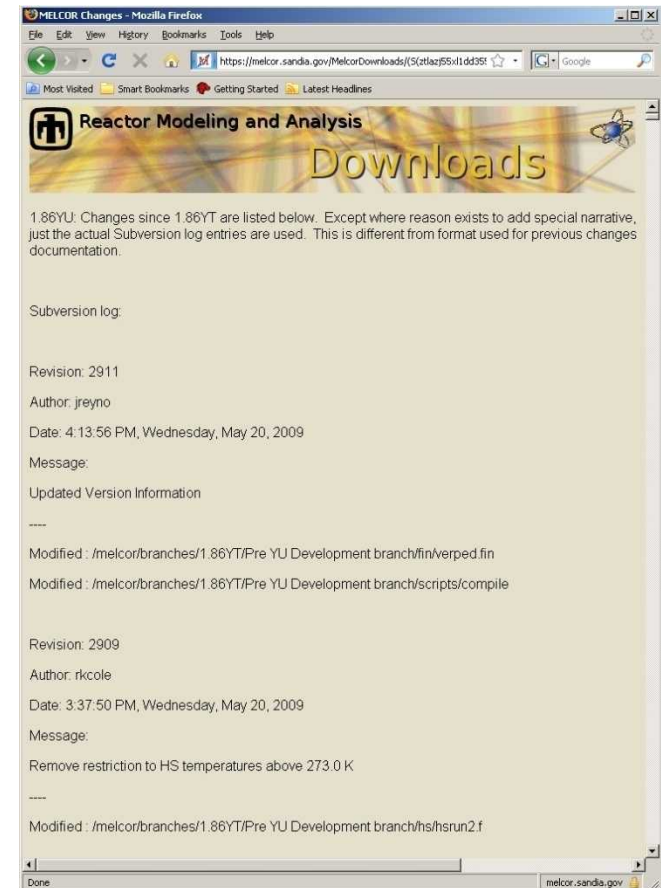 MELCOR Changes - Mozilla Firefox
File Edit View History Bookmarks Tools Help
https://melcor.sandia.gov/MelcorDownloads/ Google
Most Visited Smart Bookmarks Getting Started Latest Headlines
Reactor Modeling and Analysis
Downloads
1.86YU: Changes since 1.86YT are listed below. Except where reason exists to add special narrative,
just the actual Subversion log entries are used. This is different from format used for previous changes
documentation.
Subversion log:
Revision: 2911
Author: jreyno
Date: 4:13:56 PM, Wednesday, May 20, 2009
Message:
Updated Version Information
----
Modified : /melcor/branches/1.86YT/Pre YU Development branch/fin/verped.fin
Modified : /melcor/branches/1.86YT/Pre YU Development branch/scripts/compile
Revision: 2909
Author: rkcole
Date: 3:37:50 PM, Wednesday, May 20, 2009
Message:
Remove restriction to HS temperatures above 273.0 K
----
Modified : /melcor/branches/1.86YT/Pre YU Development branch/hs/hsrun2.f
Done melcor.sandia.gov